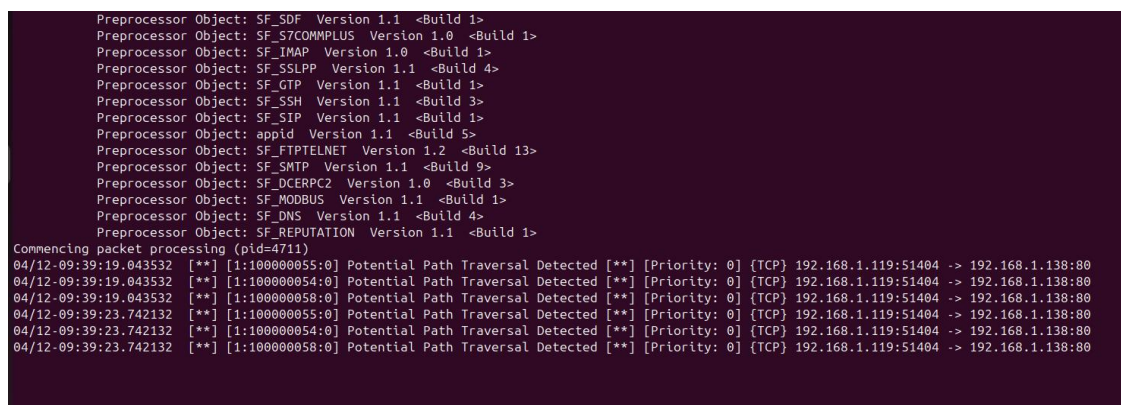 Preprocessor Object: SF_SDF  Version 1.1  <Build 1>
Preprocessor Object: SF_S7COMMPLUS  Version 1.0  <Build 1>
Preprocessor Object: SF_IMAP  Version 1.0  <Build 1>
Preprocessor Object: SF_SSLPP  Version 1.1  <Build 4>
Preprocessor Object: SF_GTP  Version 1.1  <Build 1>
Preprocessor Object: SF_SSH  Version 1.1  <Build 3>
Preprocessor Object: SF_SIP  Version 1.1  <Build 1>
Preprocessor Object: appid  Version 1.1  <Build 5>
Preprocessor Object: SF_FTPTELNET  Version 1.2  <Build 13>
Preprocessor Object: SF_SMTP  Version 1.1  <Build 9>
Preprocessor Object: SF_DCERPC2  Version 1.0  <Build 3>
Preprocessor Object: SF_MODBUS  Version 1.1  <Build 1>
Preprocessor Object: SF_DNS  Version 1.1  <Build 4>
Preprocessor Object: SF_REPUTATION  Version 1.1  <Build 1>
Commencing packet processing (pid=4711)
04/12-09:39:19.043532  [**] [1:100000055:0] Potential Path Traversal Detected [**] [Priority: 0] {TCP} 192.168.1.119:51404 -> 192.168.1.138:80
04/12-09:39:19.043532  [**] [1:100000054:0] Potential Path Traversal Detected [**] [Priority: 0] {TCP} 192.168.1.119:51404 -> 192.168.1.138:80
04/12-09:39:19.043532  [**] [1:100000058:0] Potential Path Traversal Detected [**] [Priority: 0] {TCP} 192.168.1.119:51404 -> 192.168.1.138:80
04/12-09:39:23.742132  [**] [1:100000055:0] Potential Path Traversal Detected [**] [Priority: 0] {TCP} 192.168.1.119:51404 -> 192.168.1.138:80
04/12-09:39:23.742132  [**] [1:100000054:0] Potential Path Traversal Detected [**] [Priority: 0] {TCP} 192.168.1.119:51404 -> 192.168.1.138:80
04/12-09:39:23.742132  [**] [1:100000058:0] Potential Path Traversal Detected [**] [Priority: 0] {TCP} 192.168.1.119:51404 -> 192.168.1.138:80